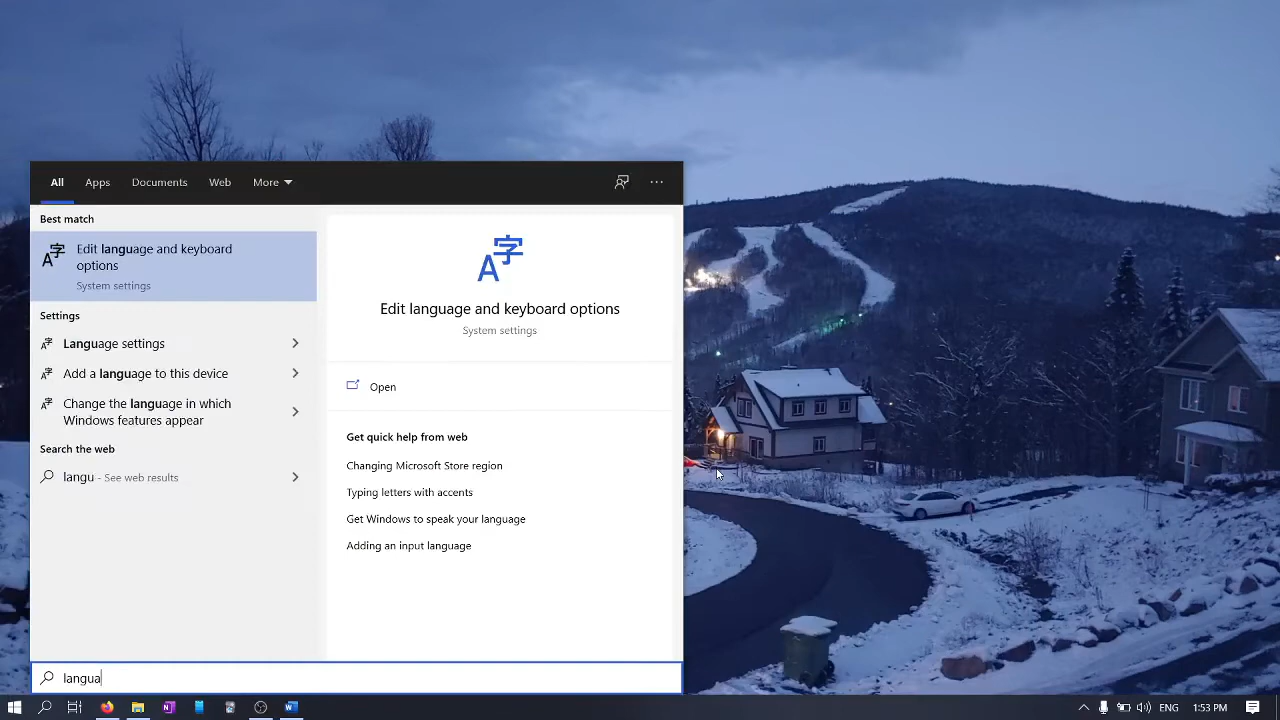 All Apps Documents Web More
Best match
Edit language and keyboard
options
System settings
Settings
Language settings
Add a language to this device
Change the language in which
Windows features appear
Search the web
langu - See web results
A字
Edit language and keyboard options
System settings
Open
Get quick help from web
Changing Microsoft Store region
Typing letters with accents
Get Windows to speak your language
Adding an input language
langua
ENG 1:53 PM